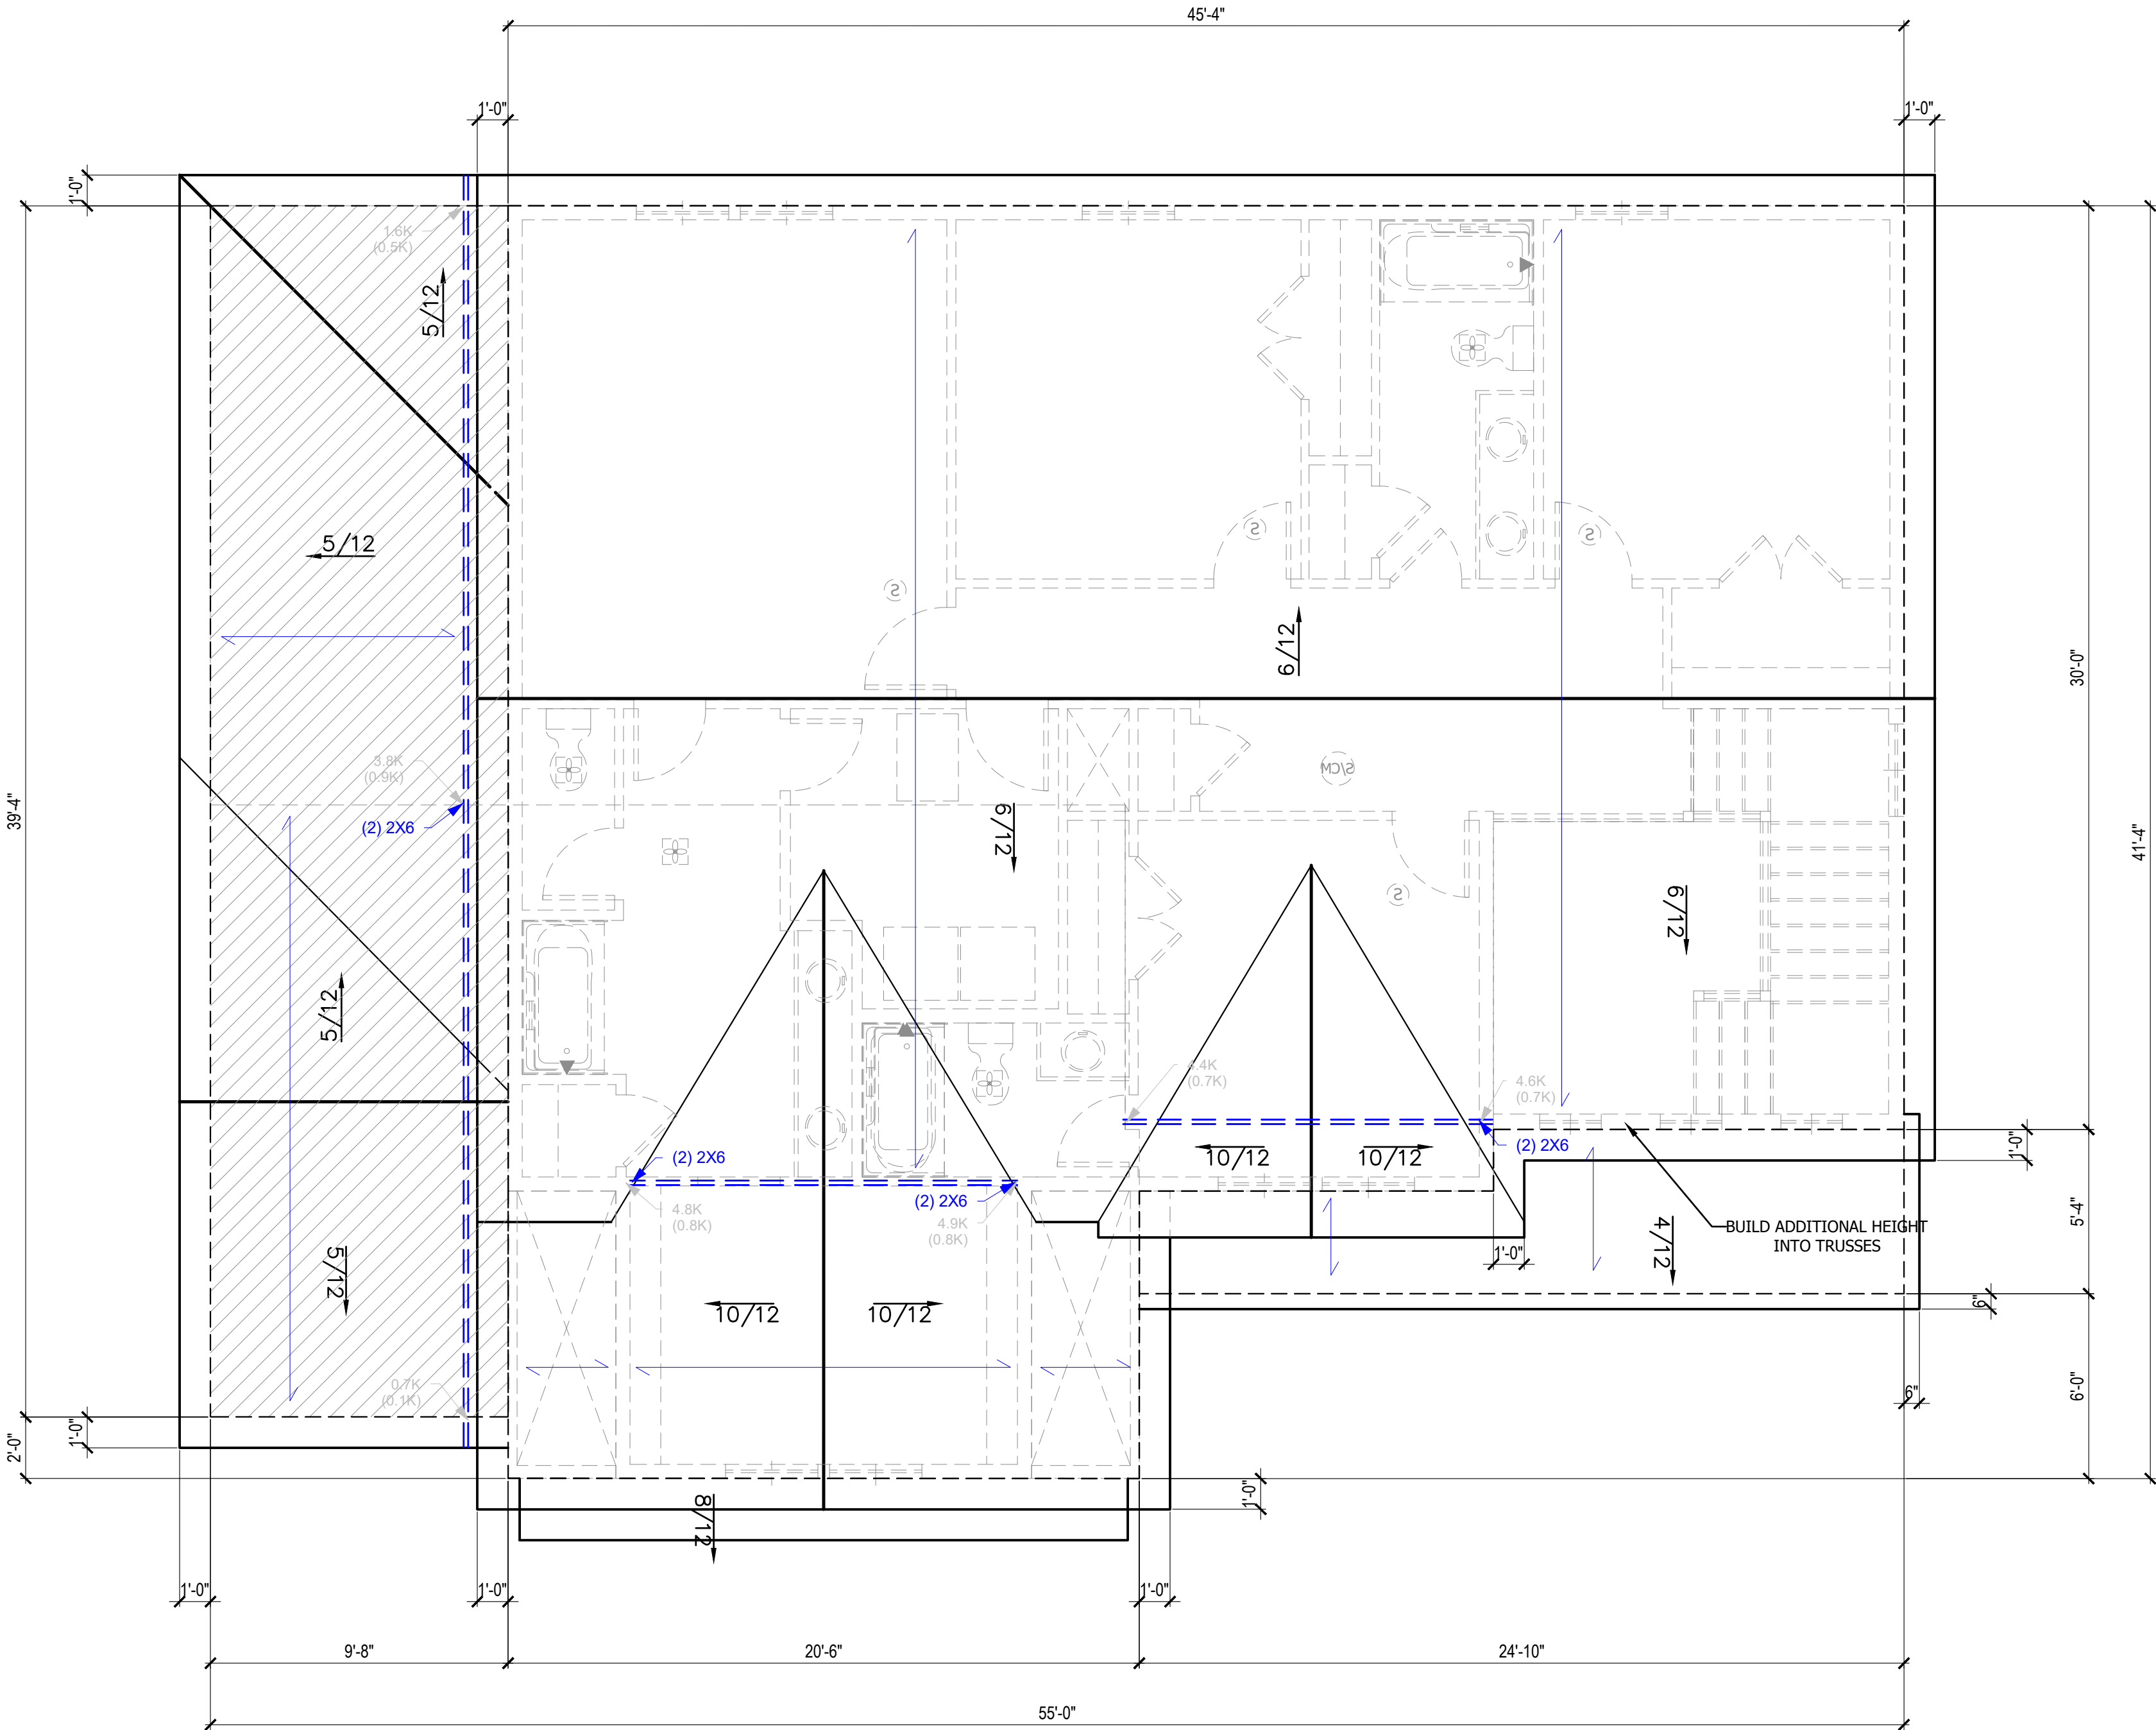 45'-4"
1'-0"
1'-0"
1'-0"
1.6K
(0.5K)
5/12
5/12
6/12
30'-0"
3.8K
(0.9K)
(2) 2X6
39'-4"
S
S
S
S/CM
6/12
41'-4"
S
6/12
5/12
4.4K
(0.7K)
4.6K
(0.7K)
(2) 2X6
1'-0"
10/12
10/12
(2) 2X6
(2) 2X6
4.8K
(0.8K)
4.9K
(0.8K)
5'-4"
BUILD ADDITIONAL HEIGHT
INTO TRUSSES
4/12
1'-0"
5/12
10/12
10/12
6"
0.7K
(0.1K)
6"
6'-0"
1'-0"
2'-0"
8/12
1'-0"
1'-0"
1'-0"
1'-0"
9'-8"
20'-6"
24'-10"
55'-0"